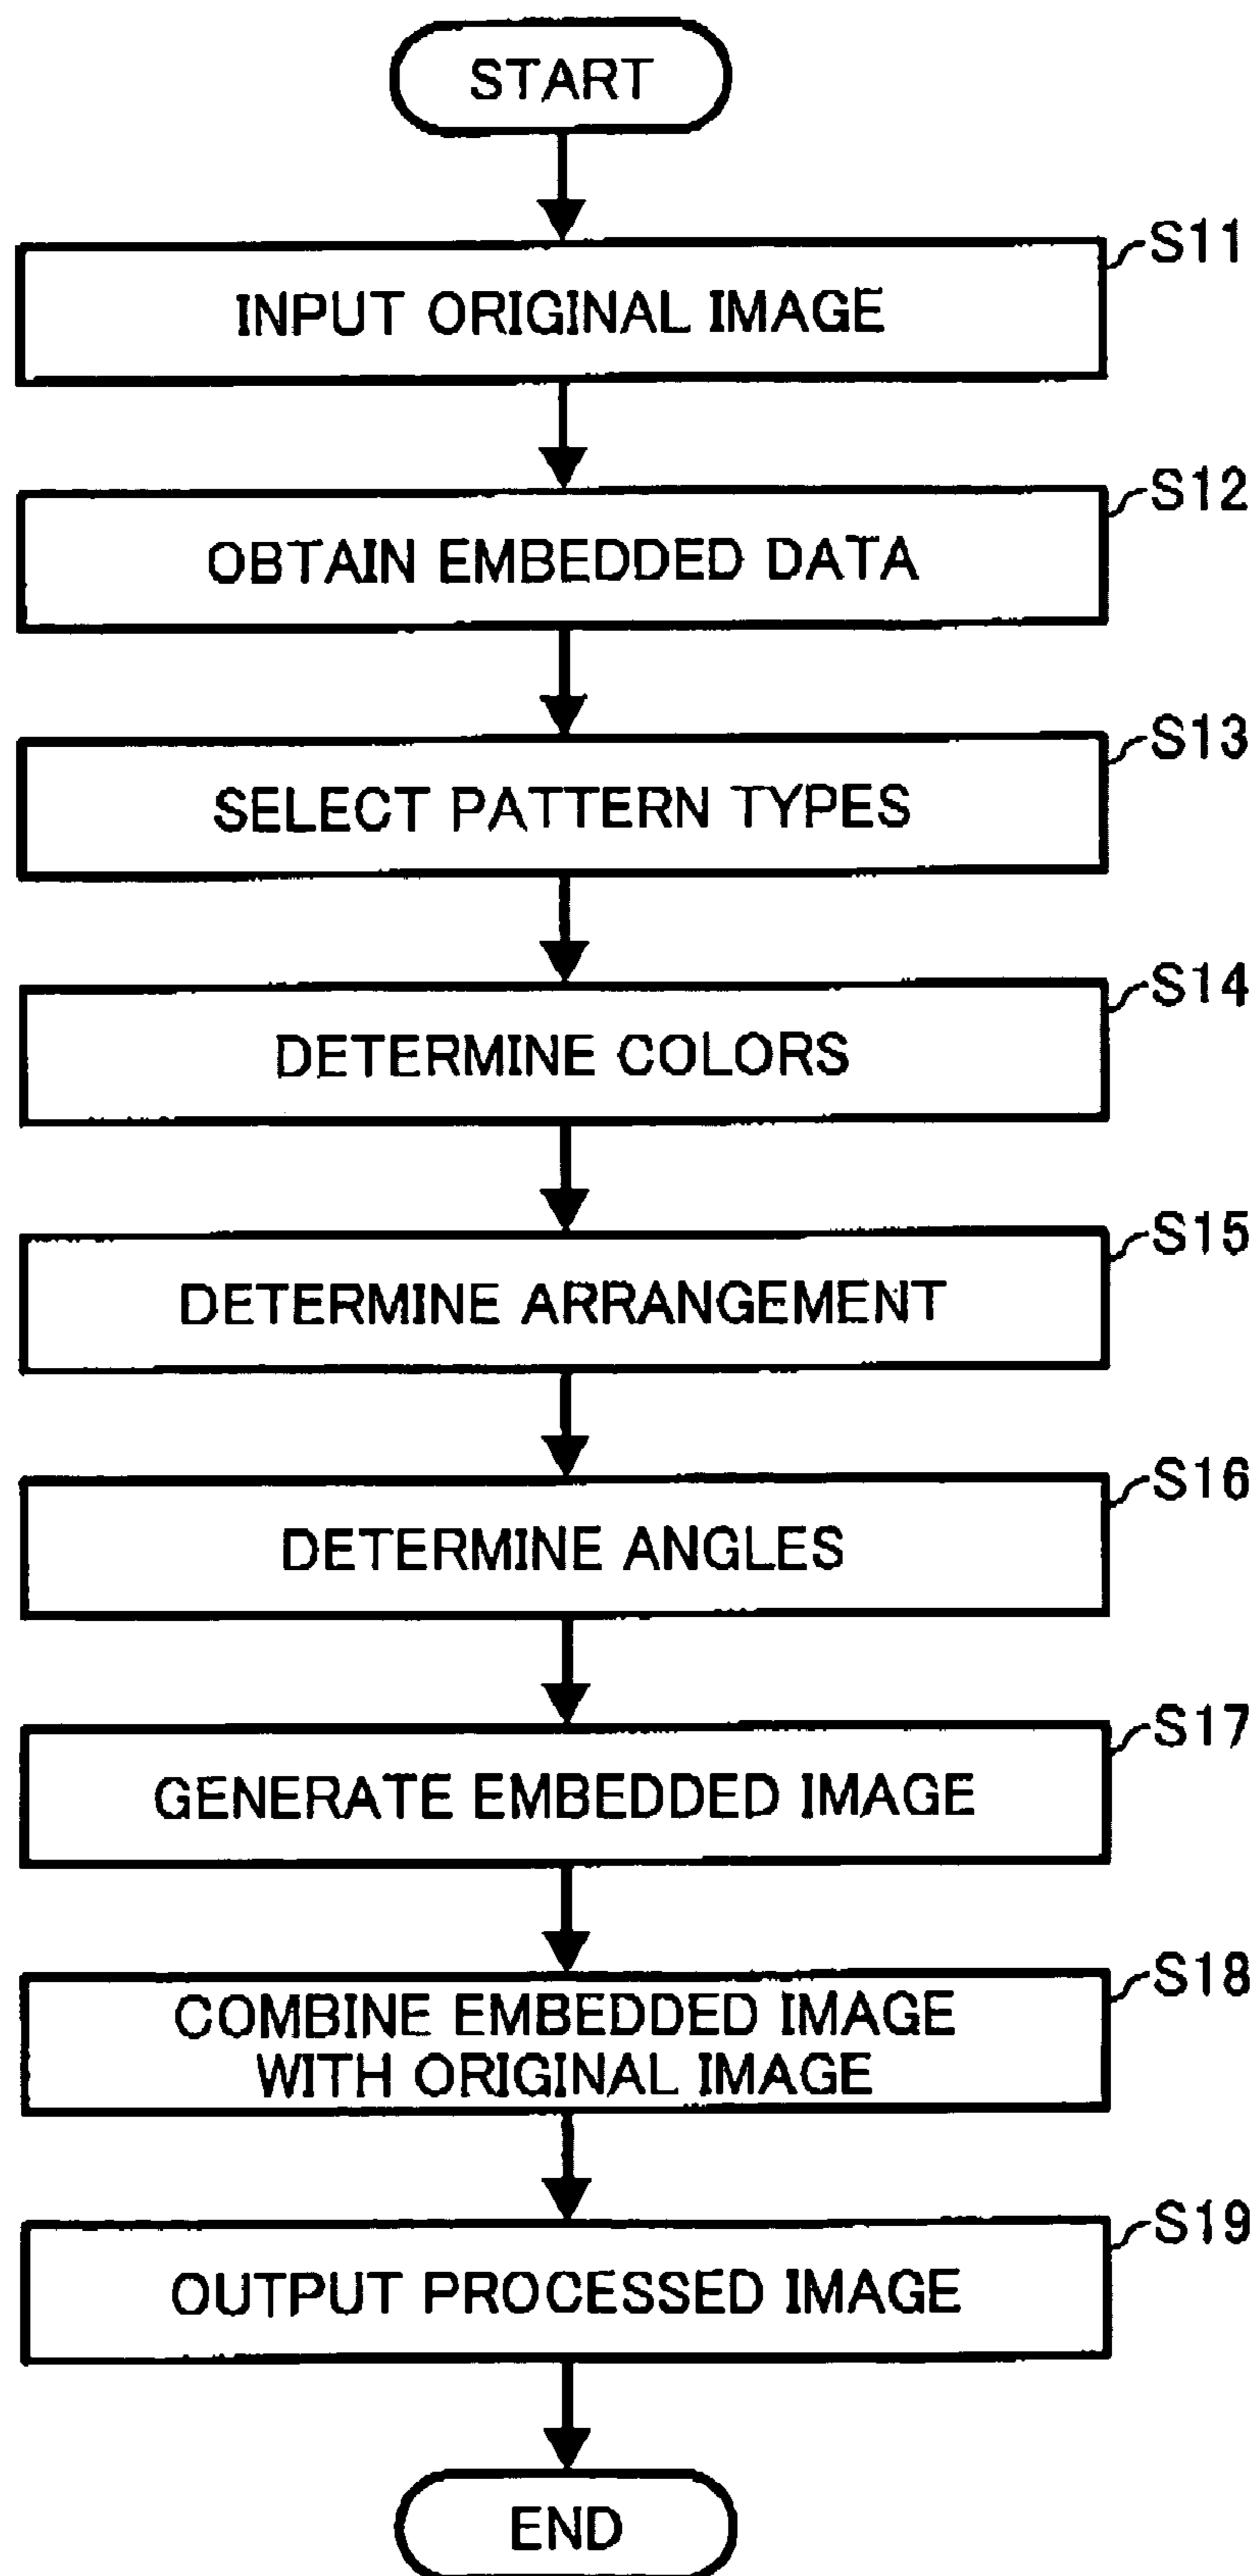 START
S11
INPUT ORIGINAL IMAGE
S12
OBTAIN EMBEDDED DATA
S13
SELECT PATTERN TYPES
S14
DETERMINE COLORS
S15
DETERMINE ARRANGEMENT
S16
DETERMINE ANGLES
S17
GENERATE EMBEDDED IMAGE
S18
COMBINE EMBEDDED IMAGE
WITH ORIGINAL IMAGE
S19
OUTPUT PROCESSED IMAGE
END